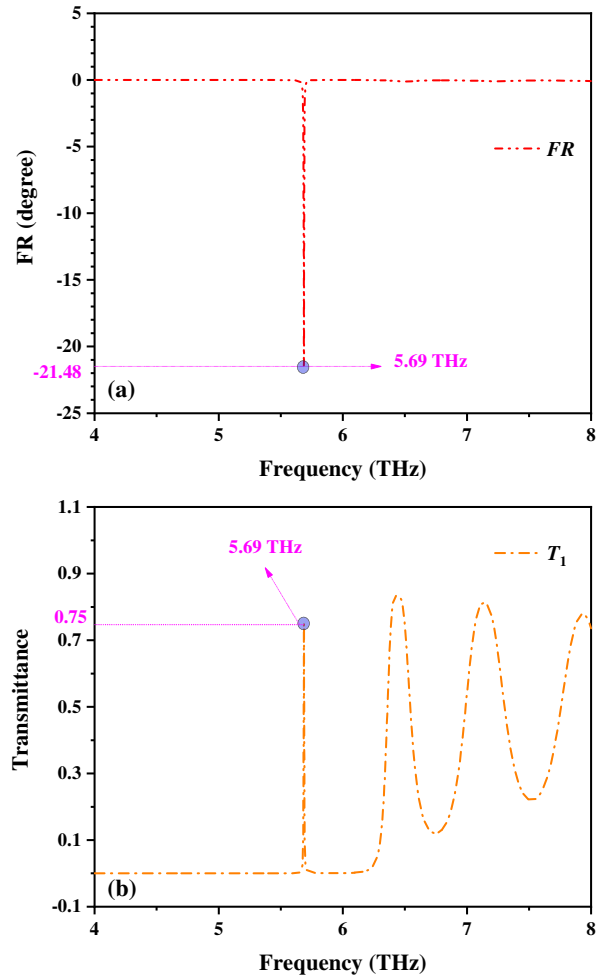 5
0
-5
-10
-15
-20
-25
-21.48
FR (degree)
FR
5.69 THz
(a)
4 5 6 7 8
Frequency (THz)
1.1
0.9
0.7
0.5
0.3
0.1
-0.1
0.75
Transmittance
5.69 THz
T1
(b)
4 5 6 7 8
Frequency (THz)